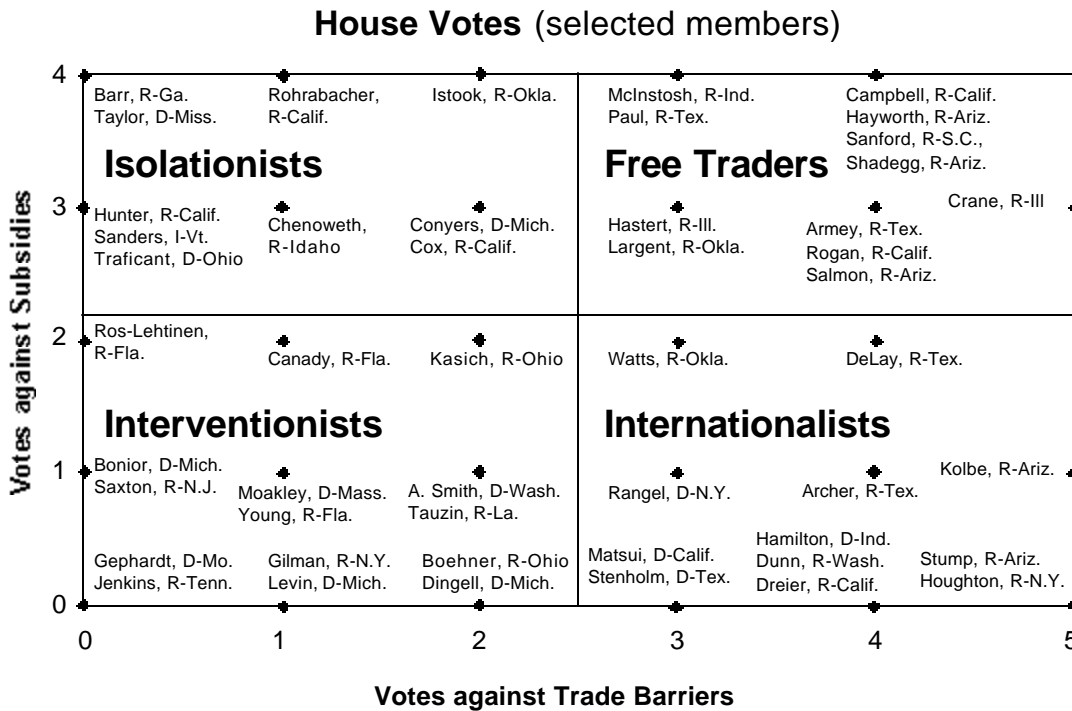 House Votes (selected members)
4
Barr, R-Ga.
Taylor, D-Miss.
Rohrabacher,
R-Calif.
Istook, R-Okla.
McInstosh, R-Ind.
Paul, R-Tex.
Campbell, R-Calif.
Hayworth, R-Ariz.
Sanford, R-S.C.,
Shadegg, R-Ariz.
Isolationists
Free Traders
3
Hunter, R-Calif.
Sanders, I-Vt.
Traficant, D-Ohio
Chenoweth,
R-Idaho
Conyers, D-Mich.
Cox, R-Calif.
Hastert, R-Ill.
Largent, R-Okla.
Armey, R-Tex.
Rogan, R-Calif.
Salmon, R-Ariz.
Crane, R-Ill
Votes against Subsidies
2
Ros-Lehtinen,
R-Fla.
Canady, R-Fla.
Kasich, R-Ohio
Watts, R-Okla.
DeLay, R-Tex.
Interventionists
Internationalists
1
Bonior, D-Mich.
Saxton, R-N.J.
Moakley, D-Mass.
Young, R-Fla.
A. Smith, D-Wash.
Tauzin, R-La.
Rangel, D-N.Y.
Archer, R-Tex.
Kolbe, R-Ariz.
Gephardt, D-Mo.
Jenkins, R-Tenn.
Gilman, R-N.Y.
Levin, D-Mich.
Boehner, R-Ohio
Dingell, D-Mich.
Matsui, D-Calif.
Stenholm, D-Tex.
Hamilton, D-Ind.
Dunn, R-Wash.
Dreier, R-Calif.
Stump, R-Ariz.
Houghton, R-N.Y.
0
0 1 2 3 4 5
Votes against Trade Barriers